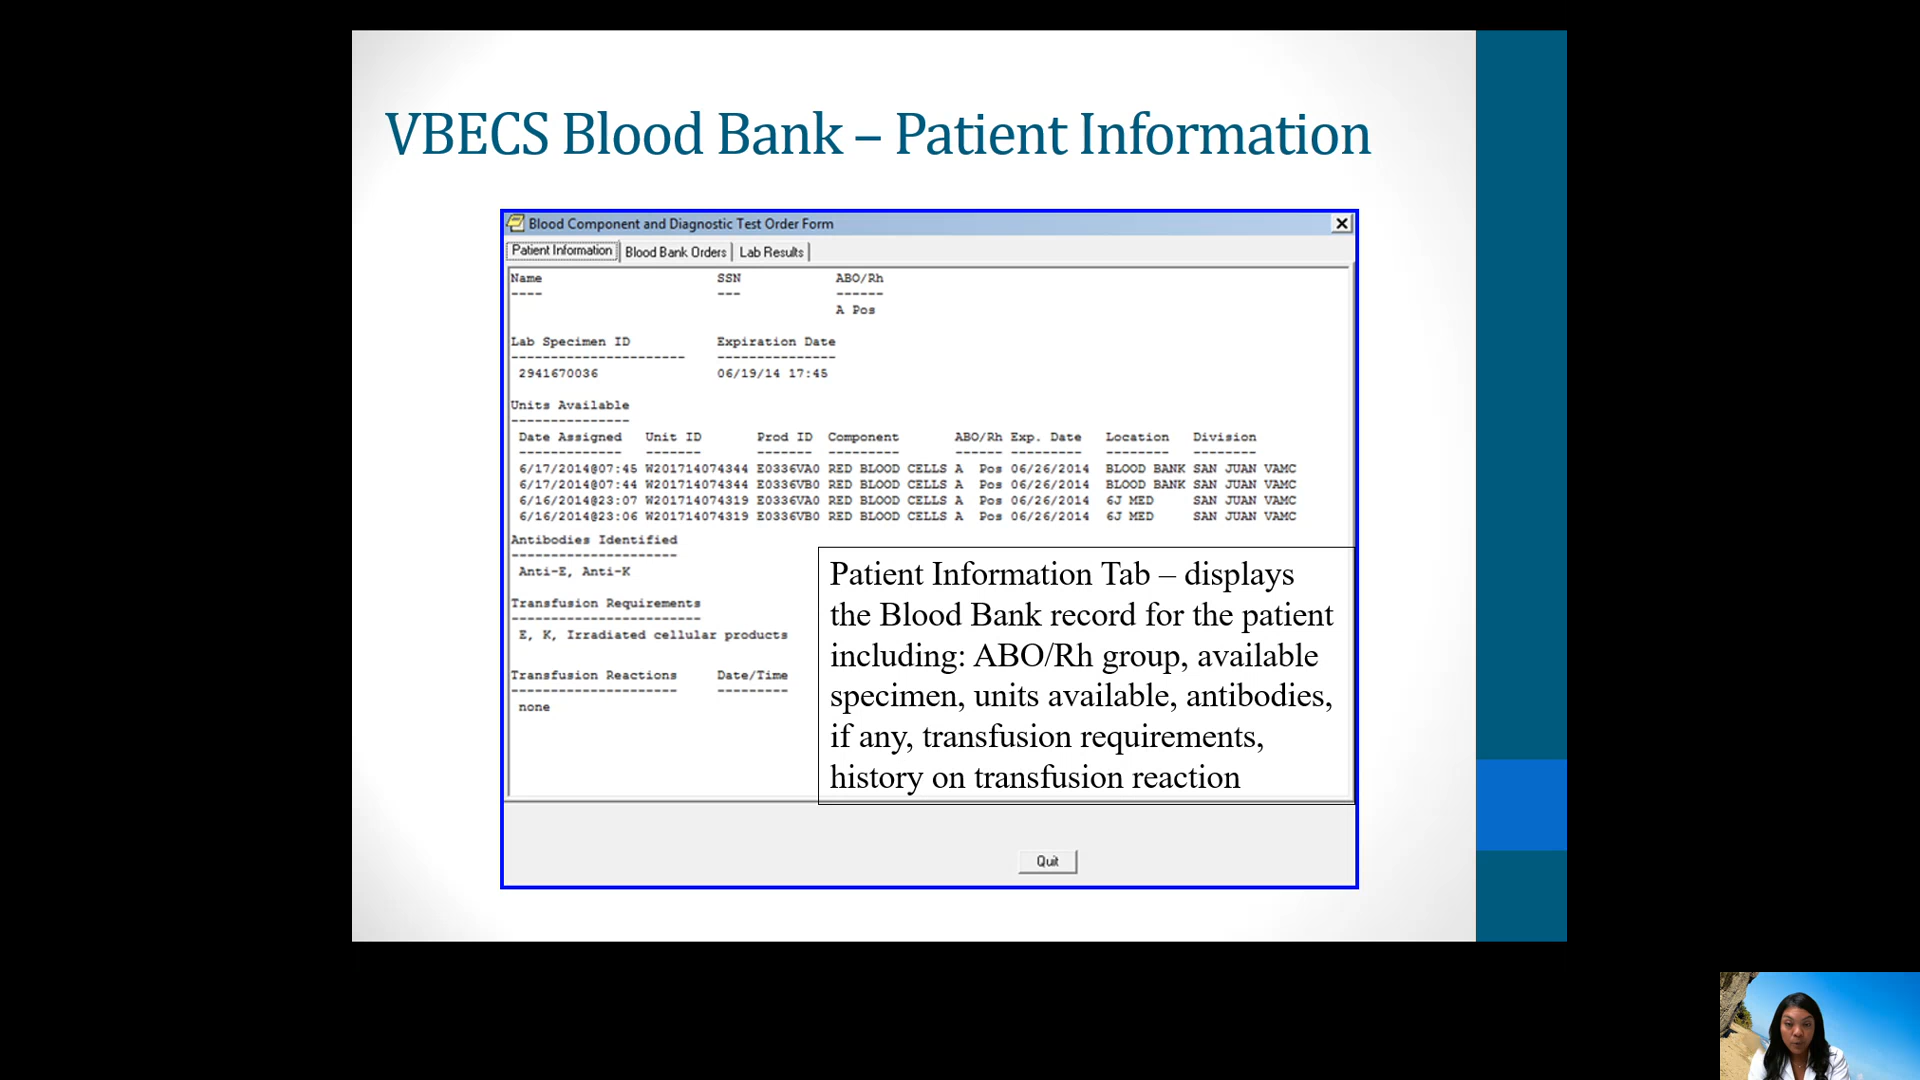 VBECS Blood Bank – Patient Information
Blood Component and Diagnostic Test Order Form
Patient Information Blood Bank Orders Lab Results
Name SSN ABO/Rh
---- --- ------
A Pos
Lab Specimen ID Expiration Date
---------------------- ---------------
2941670036 06/19/14 17:45
Units Available
---------------
Date Assigned Unit ID Prod ID Component ABO/Rh Exp. Date Location Division
------------- ------- ------- --------- ------ --------- -------- --------
6/17/2014@07:45 W201714074344 E0336VA0 RED BLOOD CELLS A Pos 06/26/2014 BLOOD BANK SAN JUAN VAMC
6/17/2014@07:44 W201714074344 E0336VB0 RED BLOOD CELLS A Pos 06/26/2014 BLOOD BANK SAN JUAN VAMC
6/16/2014@23:07 W201714074319 E0336VA0 RED BLOOD CELLS A Pos 06/26/2014 6J MED SAN JUAN VAMC
6/16/2014@23:06 W201714074319 E0336VB0 RED BLOOD CELLS A Pos 06/26/2014 6J MED SAN JUAN VAMC
Antibodies Identified
---------------------
Anti-E, Anti-K
Transfusion Requirements
------------------------
E, K, Irradiated cellular products
Transfusion Reactions Date/Time
--------------------- ---------
none
Patient Information Tab – displays
the Blood Bank record for the patient
including: ABO/Rh group, available
specimen, units available, antibodies,
if any, transfusion requirements,
history on transfusion reaction
Quit